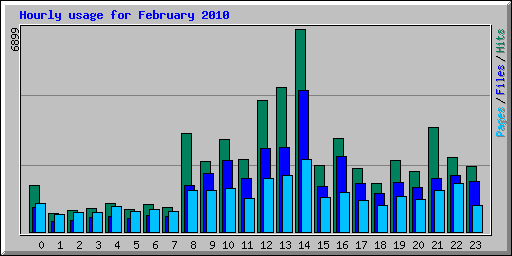 Hourly usage for February 2010
6899
Pages/Files/Hits
0 1 2 3 4 5 6 7 8 9 10 11 12 13 14 15 16 17 18 19 20 21 22 23